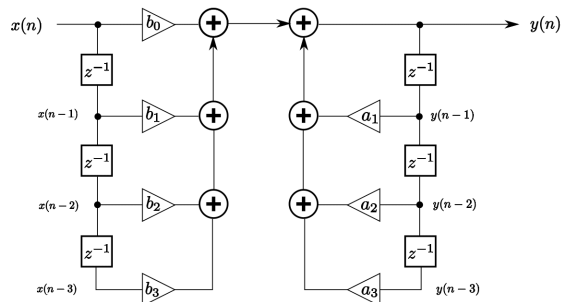 x(n) b₀ + + y(n)
z⁻¹ z⁻¹
x(n−1) b₁ + + a₁ y(n−1)
z⁻¹ z⁻¹
x(n−2) b₂ + + a₂ y(n−2)
z⁻¹ z⁻¹
x(n−3) b₃ a₃ y(n−3)